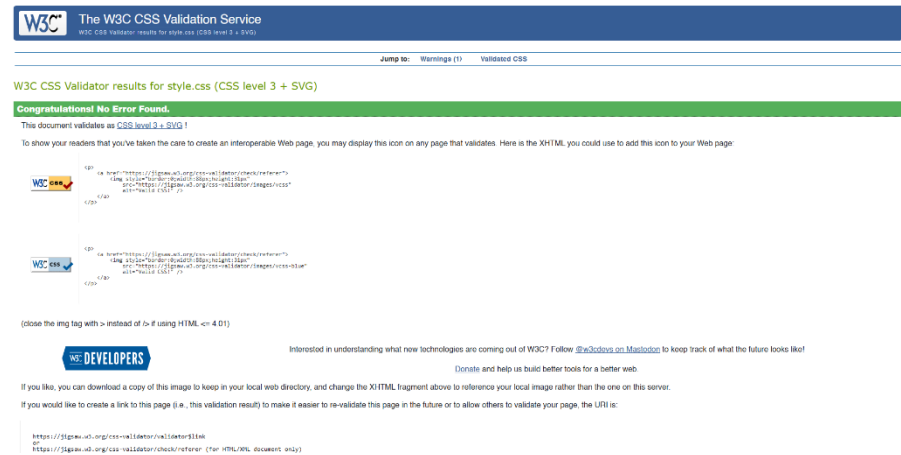 W3C®
The W3C CSS Validation Service
W3C CSS Validator results for style.css (CSS level 3 + SVG)
Jump to: Warnings (1) Validated CSS
W3C CSS Validator results for style.css (CSS level 3 + SVG)
Congratulations! No Error Found.
This document validates as CSS level 3 + SVG !
To show your readers that you've taken the care to create an interoperable Web page, you may display this icon on any page that validates. Here is the XHTML you could use to add this icon to your Web page:
W3C css
<p>
<a href="https://jigsaw.w3.org/css-validator/check/referer">
<img style="border:0;width:88px;height:31px"
src="https://jigsaw.w3.org/css-validator/images/vcss"
alt="Valid CSS!" />
</a>
</p>
W3C css
<p>
<a href="https://jigsaw.w3.org/css-validator/check/referer">
<img style="border:0;width:88px;height:31px"
src="https://jigsaw.w3.org/css-validator/images/vcss-blue"
alt="Valid CSS!" />
</a>
</p>
(close the img tag with > instead of /> if using HTML <= 4.01)
W3C DEVELOPERS
Interested in understanding what new technologies are coming out of W3C? Follow @w3cdevs on Mastodon to keep track of what the future looks like!
Donate and help us build better tools for a better web.
If you like, you can download a copy of this image to keep in your local web directory, and change the XHTML fragment above to reference your local image rather than the one on this server.
If you would like to create a link to this page (i.e., this validation result) to make it easier to re-validate this page in the future or to allow others to validate your page, the URI is:
https://jigsaw.w3.org/css-validator/validator$link
or
https://jigsaw.w3.org/css-validator/check/referer (for HTML/XML document only)